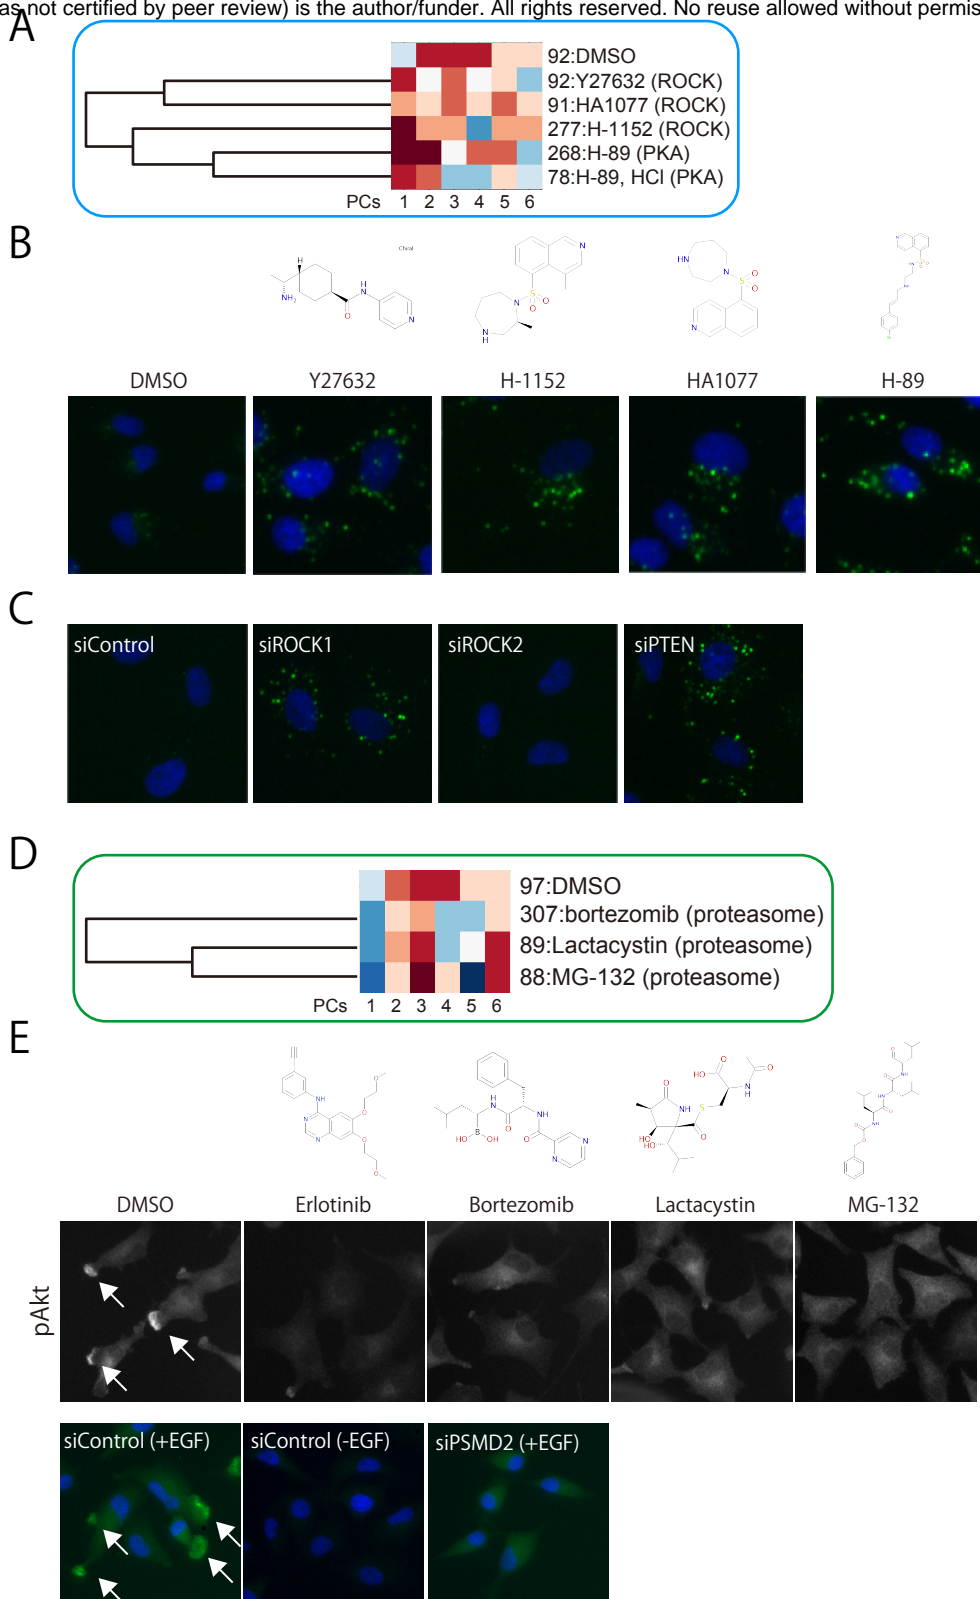 as not certified by peer review) is the author/funder. All rights reserved. No reuse allowed without permis
A
92:DMSO
92:Y27632 (ROCK)
91:HA1077 (ROCK)
277:H-1152 (ROCK)
268:H-89 (PKA)
78:H-89, HCl (PKA)
PCs 1 2 3 4 5 6
B
Chiral
H
NH2
H
N
O
N
N
S
O
O
N
N
H
HN
N
S
O
O
N
N
DMSO Y27632 H-1152 HA1077 H-89
C
siControl siROCK1 siROCK2 siPTEN
D
97:DMSO
307:bortezomib (proteasome)
89:Lactacystin (proteasome)
88:MG-132 (proteasome)
PCs 1 2 3 4 5 6
E
DMSO Erlotinib Bortezomib Lactacystin MG-132
pAkt
siControl (+EGF) siControl (-EGF) siPSMD2 (+EGF)